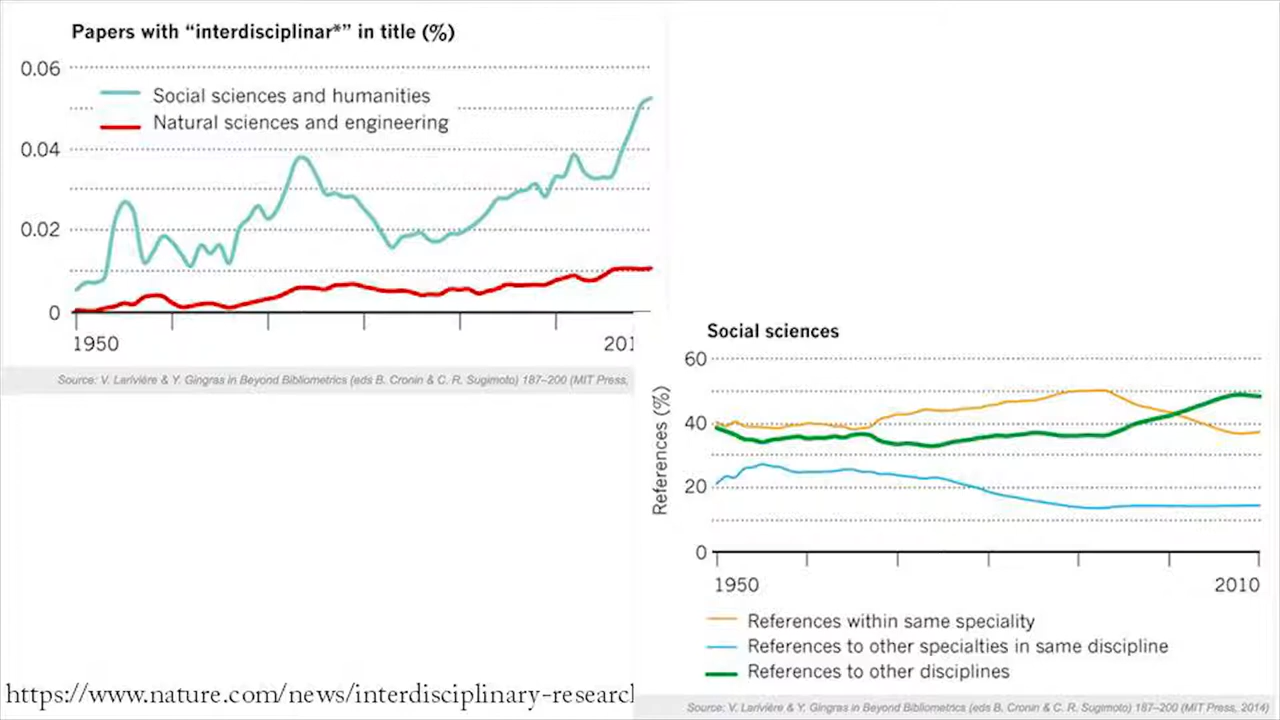 Papers with “interdisciplinar*” in title (%)
0.06
Social sciences and humanities
Natural sciences and engineering
0.04
0.02
0
1950
201
Source: V. Larivière & Y. Gingras in Beyond Bibliometrics (eds B. Cronin & C. R. Sugimoto) 187–200 (MIT Press,
Social sciences
60
References (%)
40
20
0
1950 2010
References within same speciality
References to other specialties in same discipline
References to other disciplines
https://www.nature.com/news/interdisciplinary-research
Source: V. Larivière & Y. Gingras in Beyond Bibliometrics (eds B. Cronin & C. R. Sugimoto) 187–200 (MIT Press, 2014)